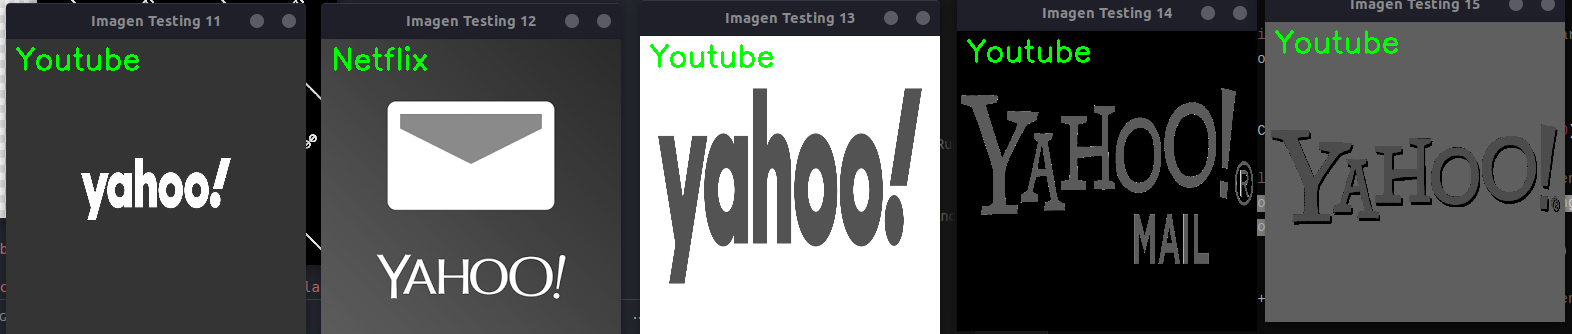 Imagen Testing 11
Youtube
yahoo!
Imagen Testing 12
Netflix
YAHOO!
Imagen Testing 13
Youtube
yahoo!
Imagen Testing 14
Youtube
YAHOO!®
MAIL
Imagen Testing 15
Youtube
YAHOO!®